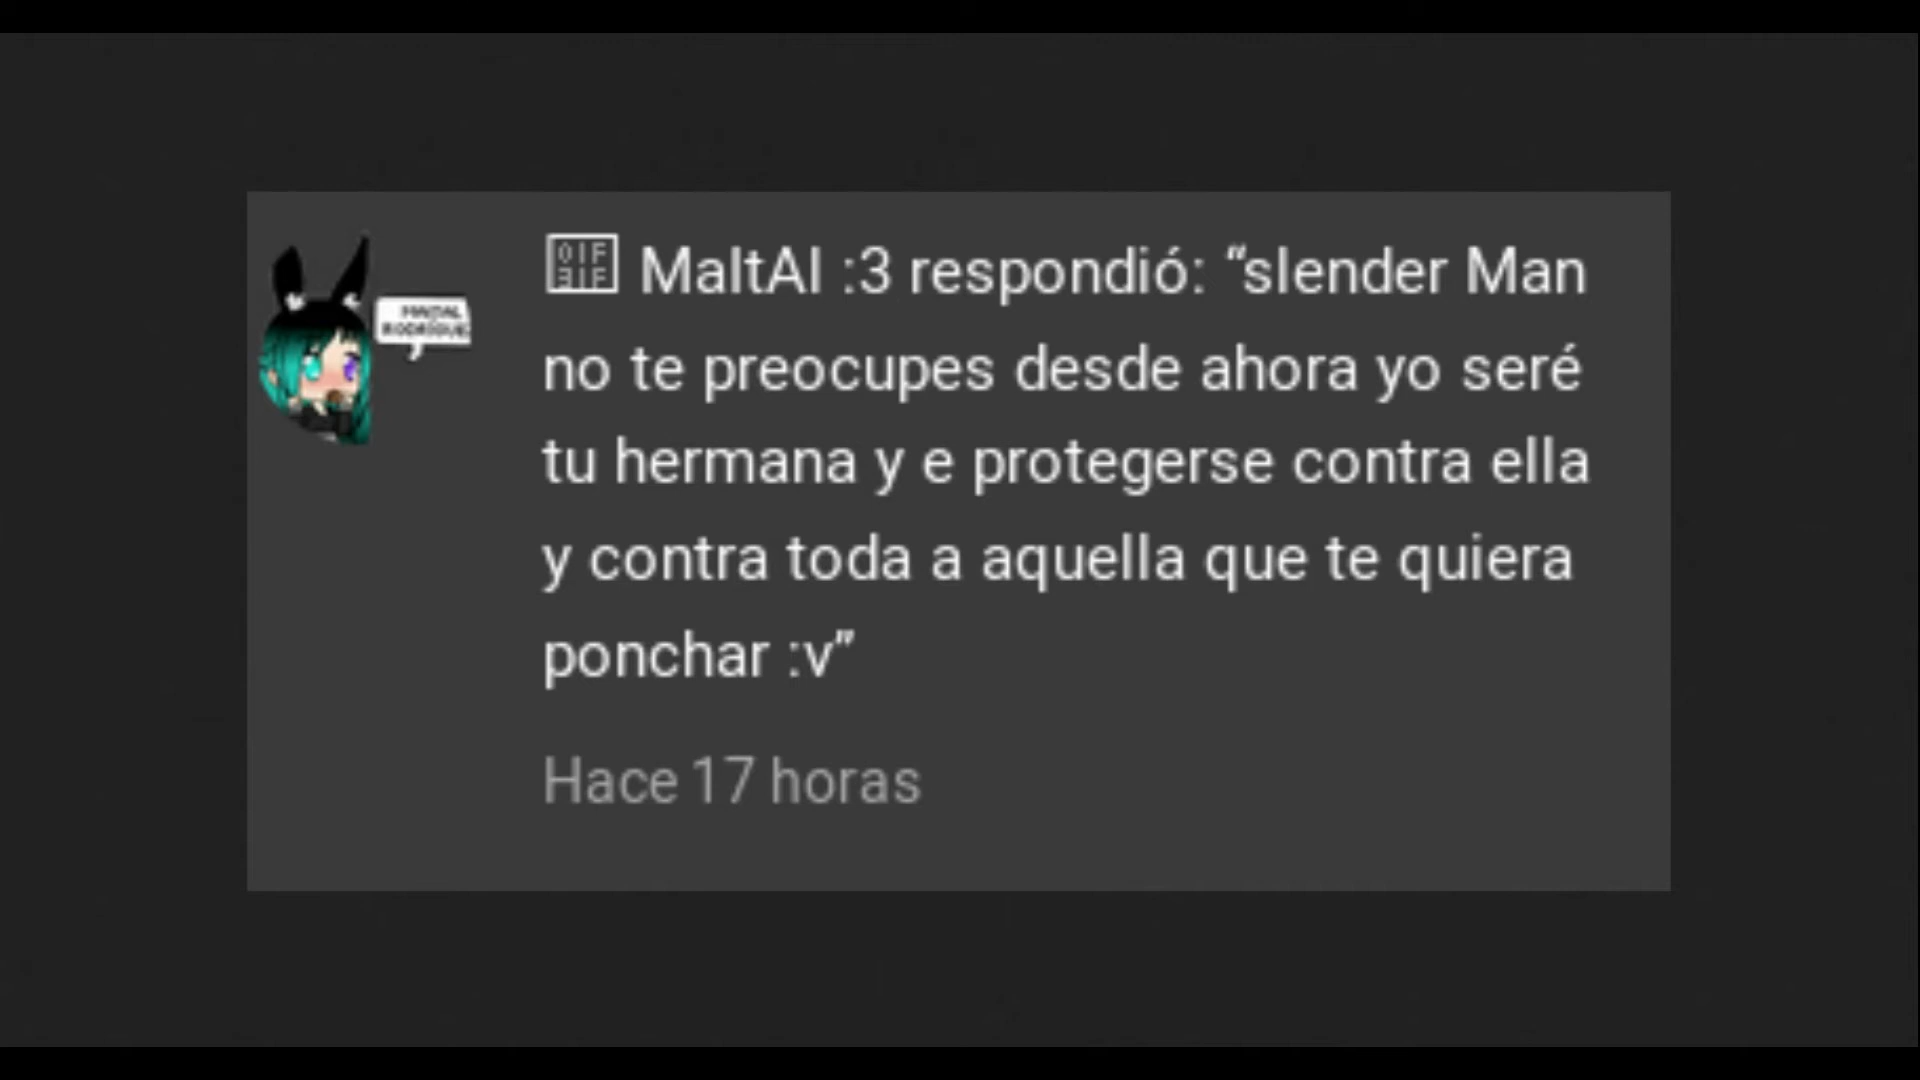 MaltAl :3 respondió: “slender Man
no te preocupes desde ahora yo seré
tu hermana y e protegerse contra ella
y contra toda a aquella que te quiera
ponchar :v”
Hace 17 horas